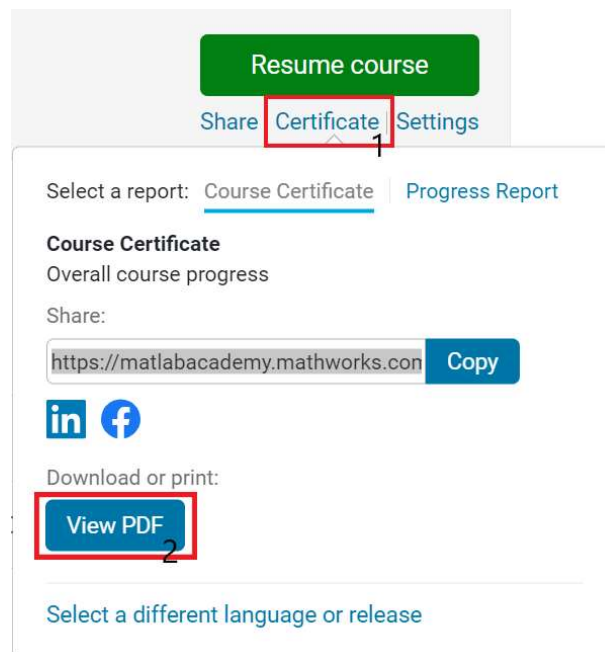 Resume course
Share Certificate Settings
1
Select a report: Course Certificate Progress Report
Course Certificate
Overall course progress
Share:
https://matlabacademy.mathworks.com Copy
in f
Download or print:
View PDF
2
Select a different language or release